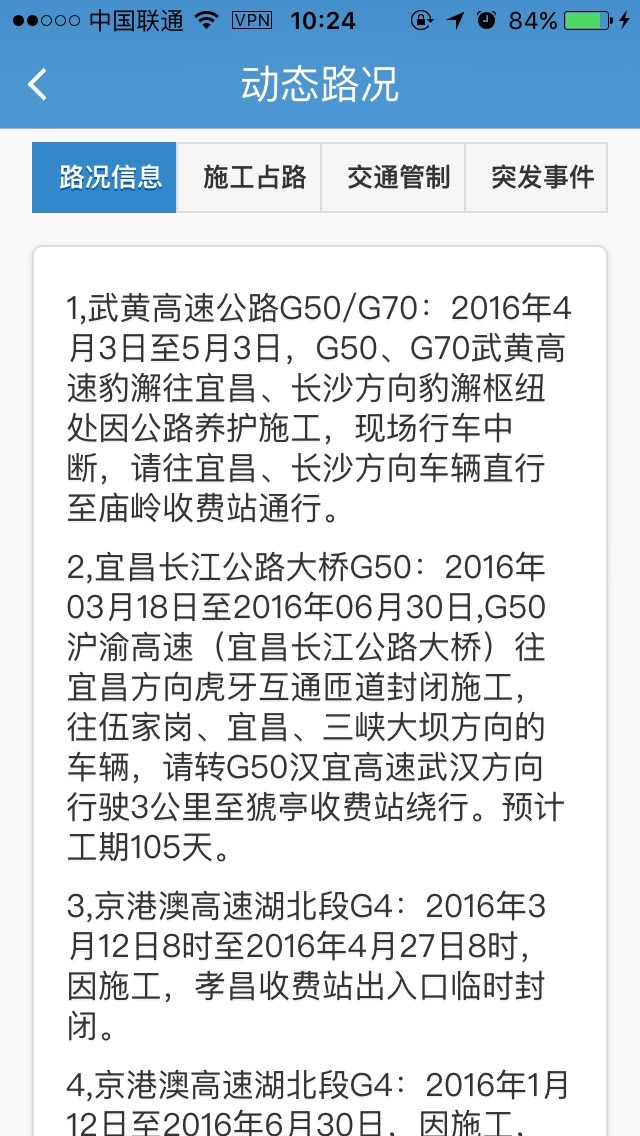 中国联通 VPN 10:24 84%
动态路况
路况信息 施工占路 交通管制 突发事件
1,武黄高速公路G50/G70：2016年4
月3日至5月3日，G50、G70武黄高
速豹澥往宜昌、长沙方向豹澥枢纽
处因公路养护施工，现场行车中
断，请往宜昌、长沙方向车辆直行
至庙岭收费站通行。
2,宜昌长江公路大桥G50：2016年
03月18日至2016年06月30日,G50
沪渝高速（宜昌长江公路大桥）往
宜昌方向虎牙互通匝道封闭施工，
往伍家岗、宜昌、三峡大坝方向的
车辆，请转G50汉宜高速武汉方向
行驶3公里至猇亭收费站绕行。预计
工期105天。
3,京港澳高速湖北段G4：2016年3
月12日8时至2016年4月27日8时，
因施工，孝昌收费站出入口临时封
闭。
4,京港澳高速湖北段G4：2016年1月
12日至2016年6月30日，因施工，